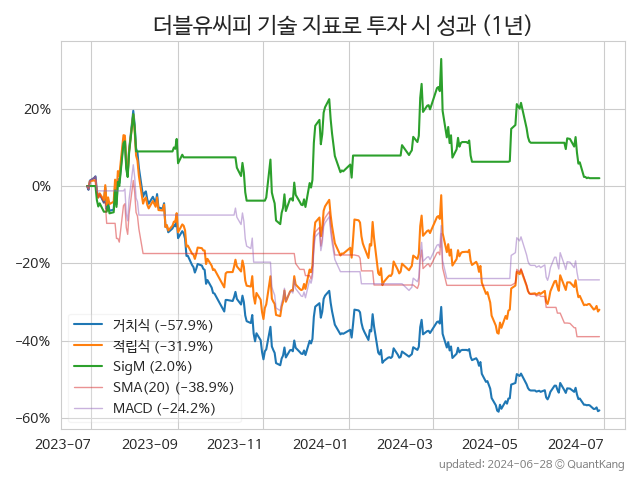 더블유씨피 기술 지표로 투자 시 성과 (1년)
20%
0%
−20%
−40%
−60%
거치식 (−57.9%)
적립식 (−31.9%)
SigM (2.0%)
SMA(20) (−38.9%)
MACD (−24.2%)
2023-07 2023-09 2023-11 2024-01 2024-03 2024-05 2024-07
updated: 2024-06-28 © QuantKang